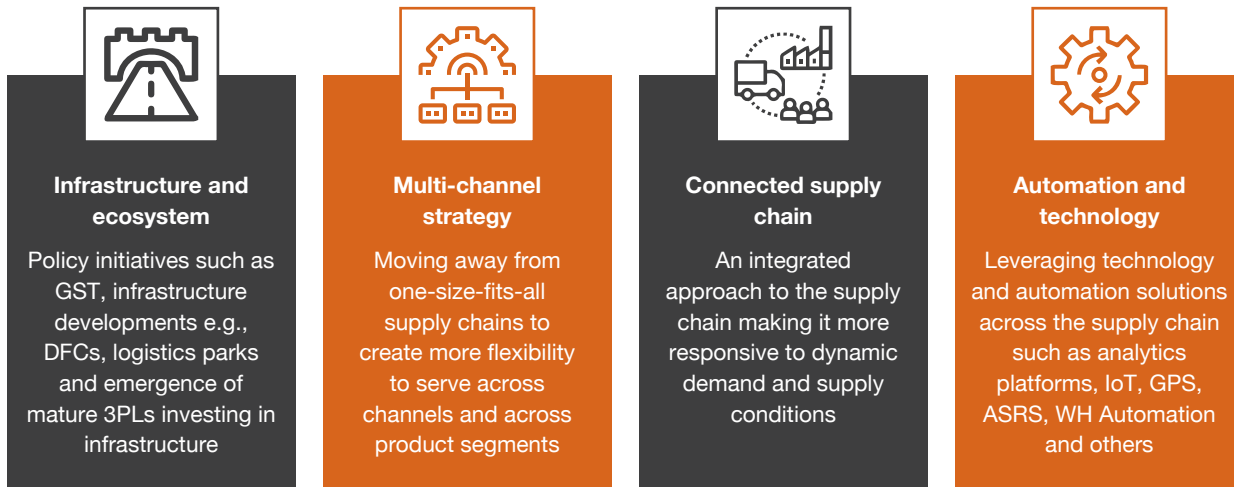 Infrastructure and
ecosystem
Policy initiatives such as
GST, infrastructure
developments e.g.,
DFCs, logistics parks
and emergence of
mature 3PLs investing in
infrastructure
Multi-channel
strategy
Moving away from
one-size-fits-all
supply chains to
create more flexibility
to serve across
channels and across
product segments
Connected supply
chain
An integrated
approach to the supply
chain making it more
responsive to dynamic
demand and supply
conditions
Automation and
technology
Leveraging technology
and automation solutions
across the supply chain
such as analytics
platforms, IoT, GPS,
ASRS, WH Automation
and others